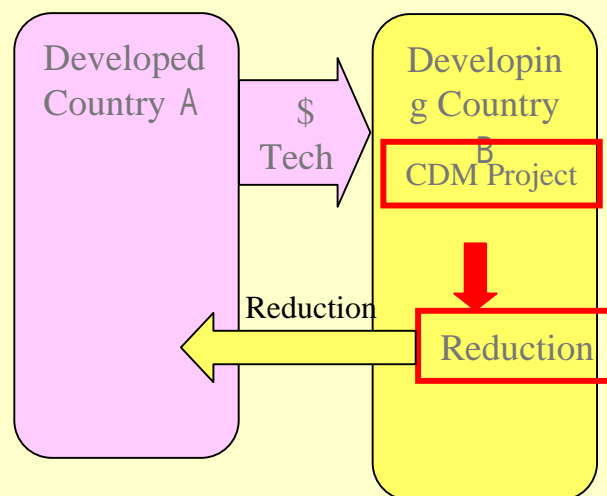 Developed
Country A
$
Tech
Developin
g Country
B
CDM Project
Reduction
Reduction